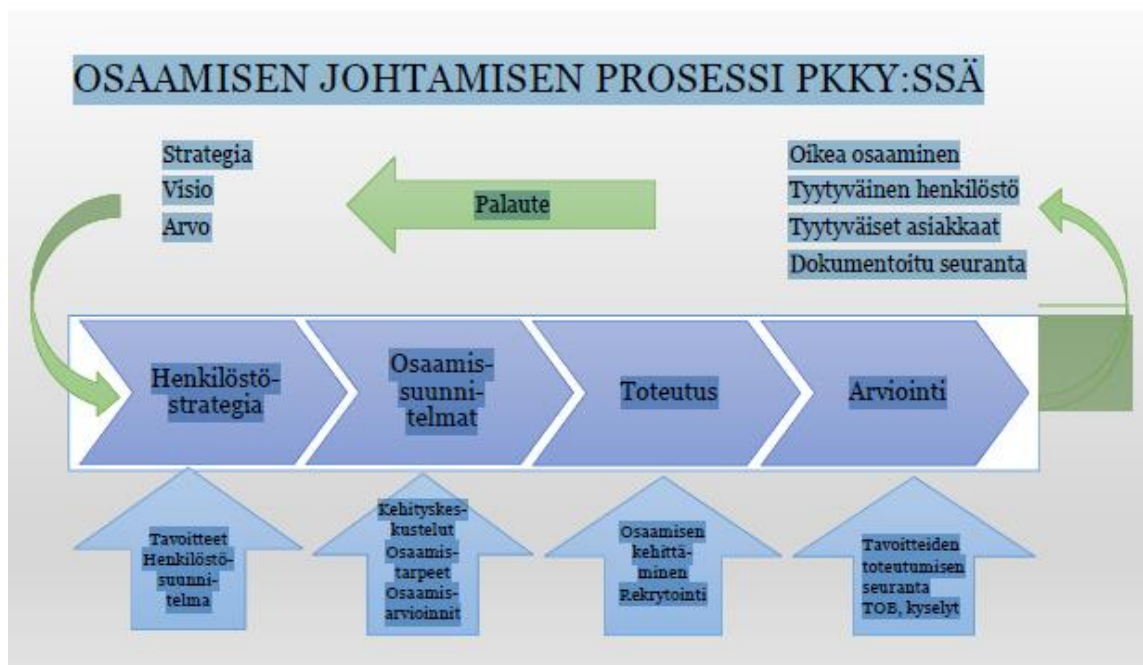 OSAAMISEN JOHTAMISEN PROSESSI PKKY:SSÄ
Strategia
Visio
Arvo
Palaute
Oikea osaaminen
Tyytyväinen henkilöstö
Tyytyväiset asiakkaat
Dokumentoitu seuranta
Henkilöstö-
strategia
Osaamis-
suunni-
telmat
Toteutus
Arviointi
Tavoitteet
Henkilöstö-
suunni-
telma
Kehityskes-
kustelut
Osaamis-
tarpeet
Osaamis-
arvioinnit
Osaamisen
kehittä-
minen
Rekrytointi
Tavoitteiden
toteutumisen
seuranta
TOB, kyselyt